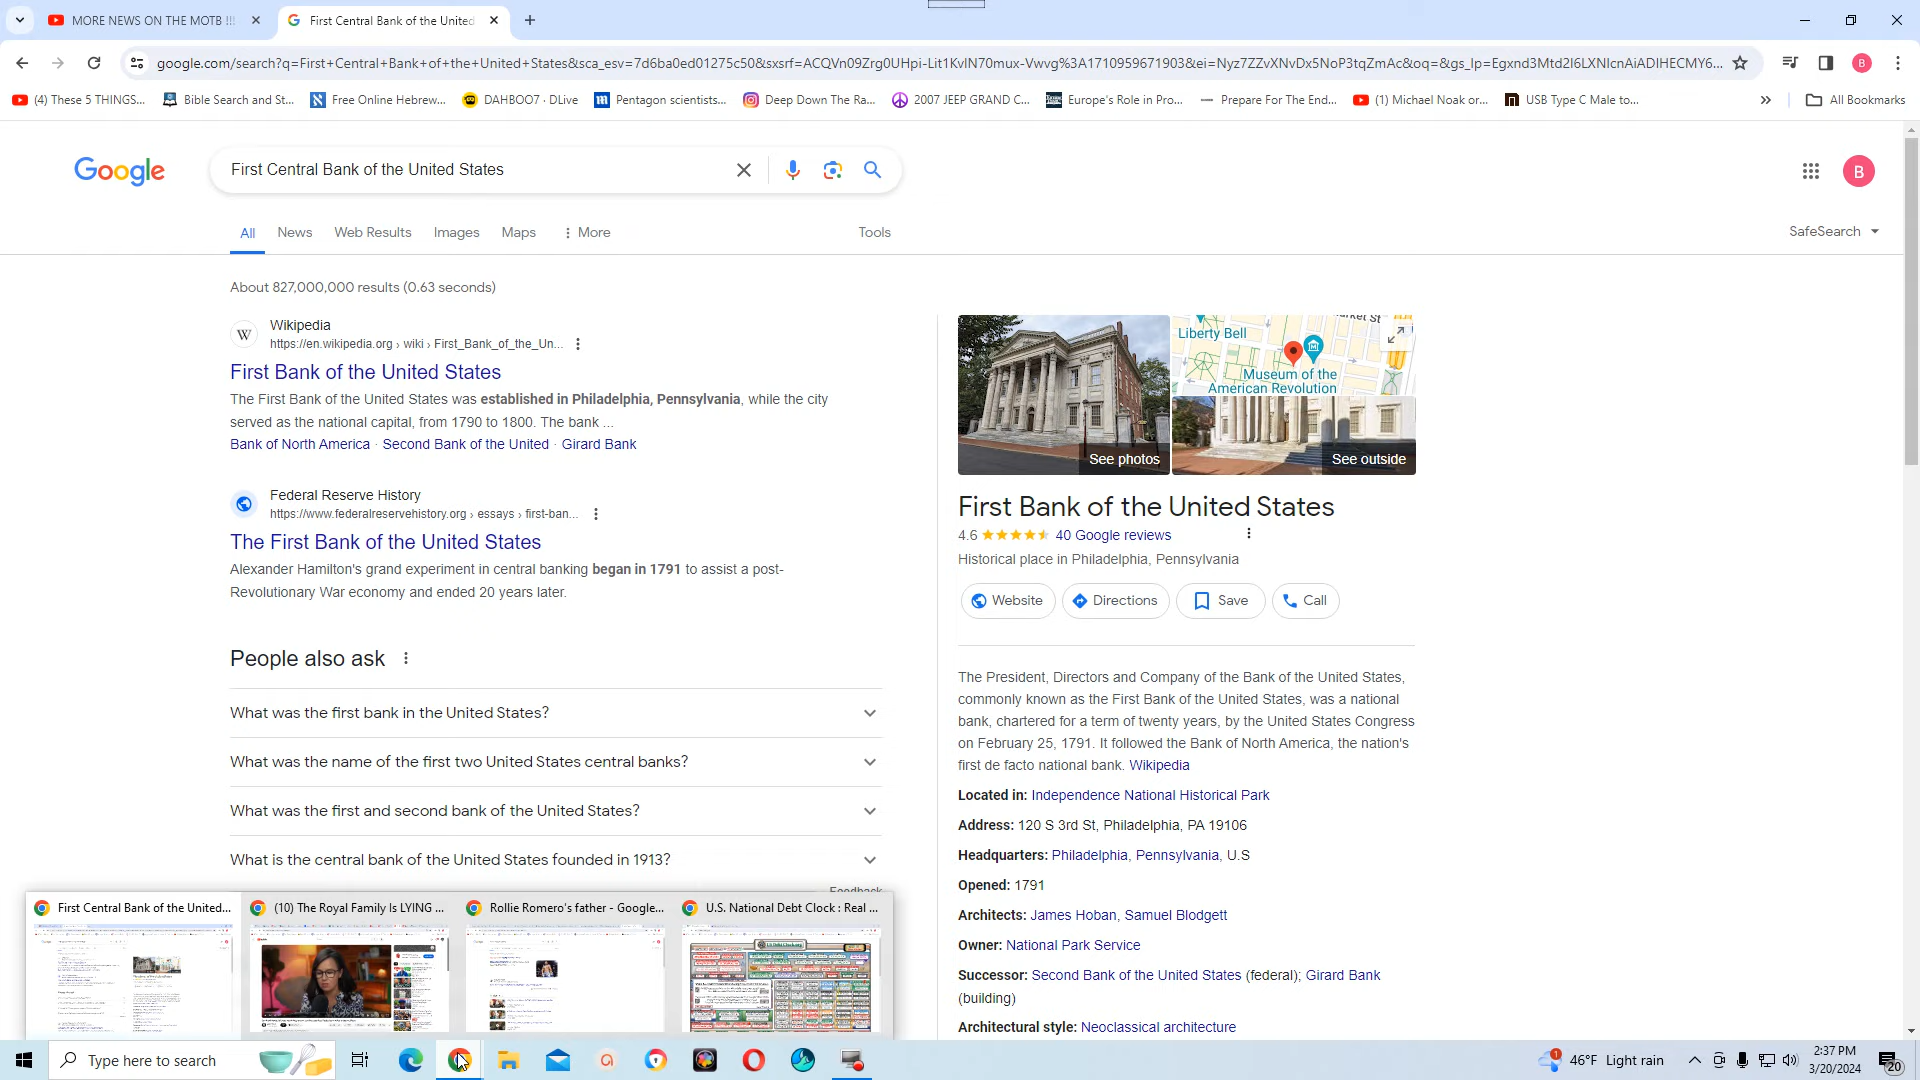 MORE NEWS ON THE MOTB !!!
First Central Bank of the United
google.com/search?q=First+Central+Bank+of+the+United+States&sca_esv=7d6ba0ed01275c50&sxsrf=ACQVn09Zrg0UHpi-Lit1KvlN70mux-Vwvg%3A1710959671903&ei=Nyz7ZZvXNvDx5NoP3tqZmAc&oq=&gs_lp=Egxnd3Mtd2l6LXNlcnAiADIHECMY6...
(4) These 5 THINGS...
Bible Search and St...
Free Online Hebrew...
DAHBOO7 · DLive
Pentagon scientists...
Deep Down The Ra...
2007 JEEP GRAND C...
Europe's Role in Pro...
Prepare For The End...
(1) Michael Noak or...
USB Type C Male to...
All Bookmarks
Google
First Central Bank of the United States
B
All
News
Web Results
Images
Maps
More
Tools
SafeSearch
About 827,000,000 results (0.63 seconds)
W
Wikipedia
https://en.wikipedia.org › wiki › First_Bank_of_the_Un...
First Bank of the United States
The First Bank of the United States was established in Philadelphia, Pennsylvania, while the city
served as the national capital, from 1790 to 1800. The bank ...
Bank of North America · Second Bank of the United · Girard Bank
Federal Reserve History
https://www.federalreservehistory.org › essays › first-ban...
The First Bank of the United States
Alexander Hamilton's grand experiment in central banking began in 1791 to assist a post-
Revolutionary War economy and ended 20 years later.
People also ask
What was the first bank in the United States?
What was the name of the first two United States central banks?
What was the first and second bank of the United States?
What is the central bank of the United States founded in 1913?
Feedback
Liberty Bell
Market St
Museum of the
American Revolution
See photos
See outside
First Bank of the United States
4.6
40 Google reviews
Historical place in Philadelphia, Pennsylvania
Website
Directions
Save
Call
The President, Directors and Company of the Bank of the United States,
commonly known as the First Bank of the United States, was a national
bank, chartered for a term of twenty years, by the United States Congress
on February 25, 1791. It followed the Bank of North America, the nation's
first de facto national bank. Wikipedia
Located in: Independence National Historical Park
Address: 120 S 3rd St, Philadelphia, PA 19106
Headquarters: Philadelphia, Pennsylvania, U.S
Opened: 1791
Architects: James Hoban, Samuel Blodgett
Owner: National Park Service
Successor: Second Bank of the United States (federal); Girard Bank
(building)
Architectural style: Neoclassical architecture
First Central Bank of the United...
(10) The Royal Family Is LYING ...
Rollie Romero's father - Google...
U.S. National Debt Clock : Real ...
Type here to search
1
46°F Light rain
2:37 PM
3/20/2024
20